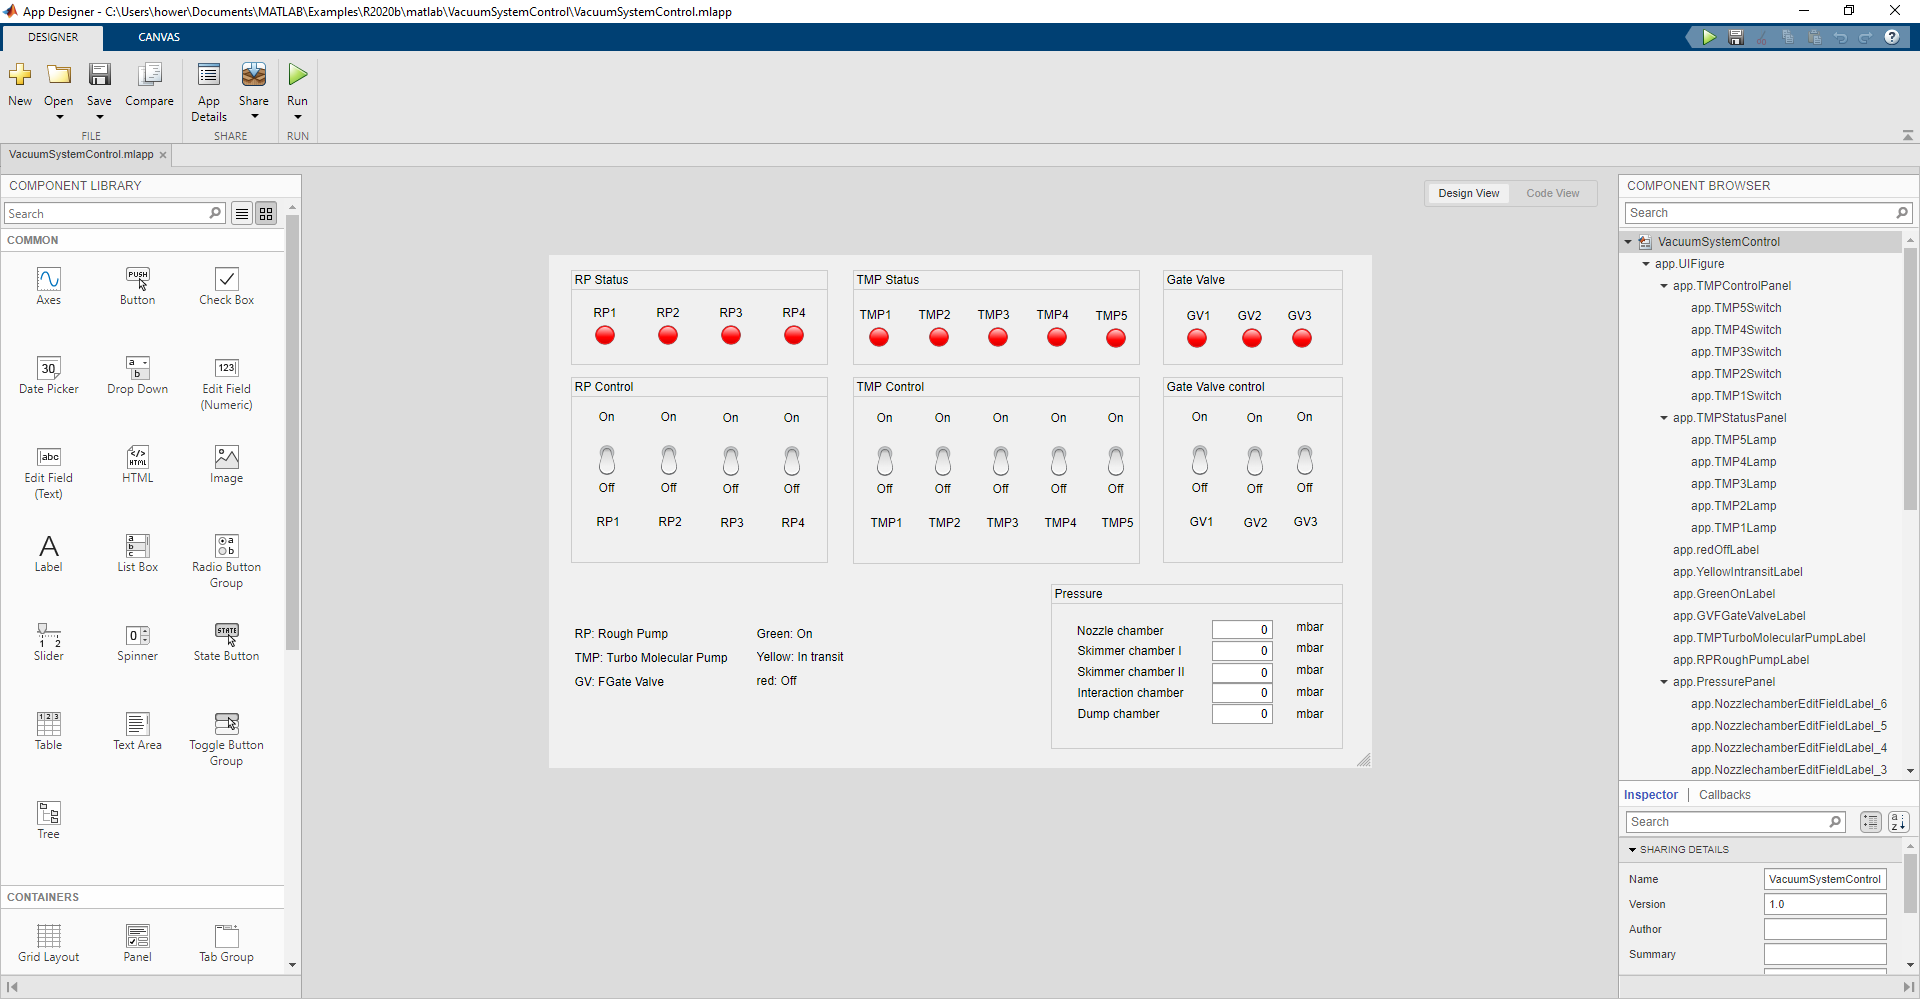 App Designer - C:\Users\hower\Documents\MATLAB\Examples\R2020b\matlab\VacuumSystemControl\VacuumSystemControl.mlapp
DESIGNER CANVAS
New Open Save Compare App Details Share Run
FILE SHARE RUN
VacuumSystemControl.mlapp
COMPONENT LIBRARY
Search
COMMON
Axes Button Check Box
30 a b 123
Date Picker Drop Down Edit Field (Numeric)
abc </> HTML
Edit Field (Text) HTML Image
A a b c a b
Label List Box Radio Button Group
1 2 0 STATE
Slider Spinner State Button
1 2 3
Table Text Area Toggle Button Group
Tree
CONTAINERS
Grid Layout Panel Tab Group
PUSH
Design View Code View
RP Status
RP1 RP2 RP3 RP4
TMP Status
TMP1 TMP2 TMP3 TMP4 TMP5
Gate Valve
GV1 GV2 GV3
RP Control
On On On On
Off Off Off Off
RP1 RP2 RP3 RP4
TMP Control
On On On On On
Off Off Off Off Off
TMP1 TMP2 TMP3 TMP4 TMP5
Gate Valve control
On On On
Off Off Off
GV1 GV2 GV3
RP: Rough Pump
TMP: Turbo Molecular Pump
GV: FGate Valve
Green: On
Yellow: In transit
red: Off
Pressure
Nozzle chamber 0 mbar
Skimmer chamber I 0 mbar
Skimmer chamber II 0 mbar
Interaction chamber 0 mbar
Dump chamber 0 mbar
COMPONENT BROWSER
Search
VacuumSystemControl
app.UIFigure
app.TMPControlPanel
app.TMP5Switch
app.TMP4Switch
app.TMP3Switch
app.TMP2Switch
app.TMP1Switch
app.TMPStatusPanel
app.TMP5Lamp
app.TMP4Lamp
app.TMP3Lamp
app.TMP2Lamp
app.TMP1Lamp
app.redOffLabel
app.YellowIntransitLabel
app.GreenOnLabel
app.GVFGateValveLabel
app.TMPTurboMolecularPumpLabel
app.RPRoughPumpLabel
app.PressurePanel
app.NozzlechamberEditFieldLabel_6
app.NozzlechamberEditFieldLabel_5
app.NozzlechamberEditFieldLabel_4
app.NozzlechamberEditFieldLabel_3
Inspector Callbacks
Search
SHARING DETAILS
Name VacuumSystemControl
Version 1.0
Author
Summary